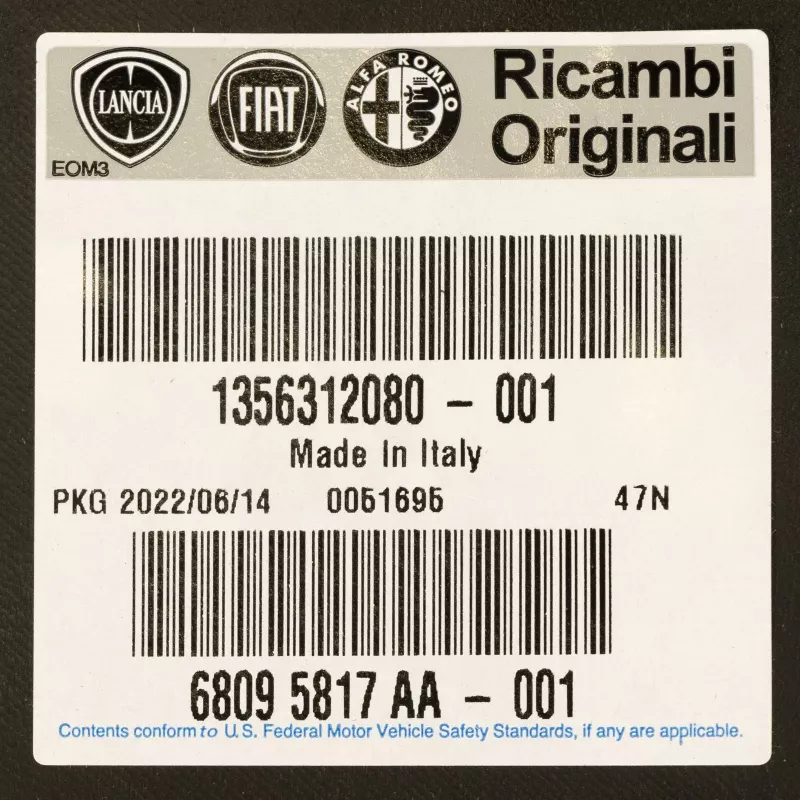 LANCIA FIAT ALFA ROMEO Ricambi
Originali
EOM3
1356312080 - 001
Made In Italy
PKG 2022/06/14 0051695 47N
6809 5817 AA - 001
Contents conform to U.S. Federal Motor Vehicle Safety Standards, if any are applicable.